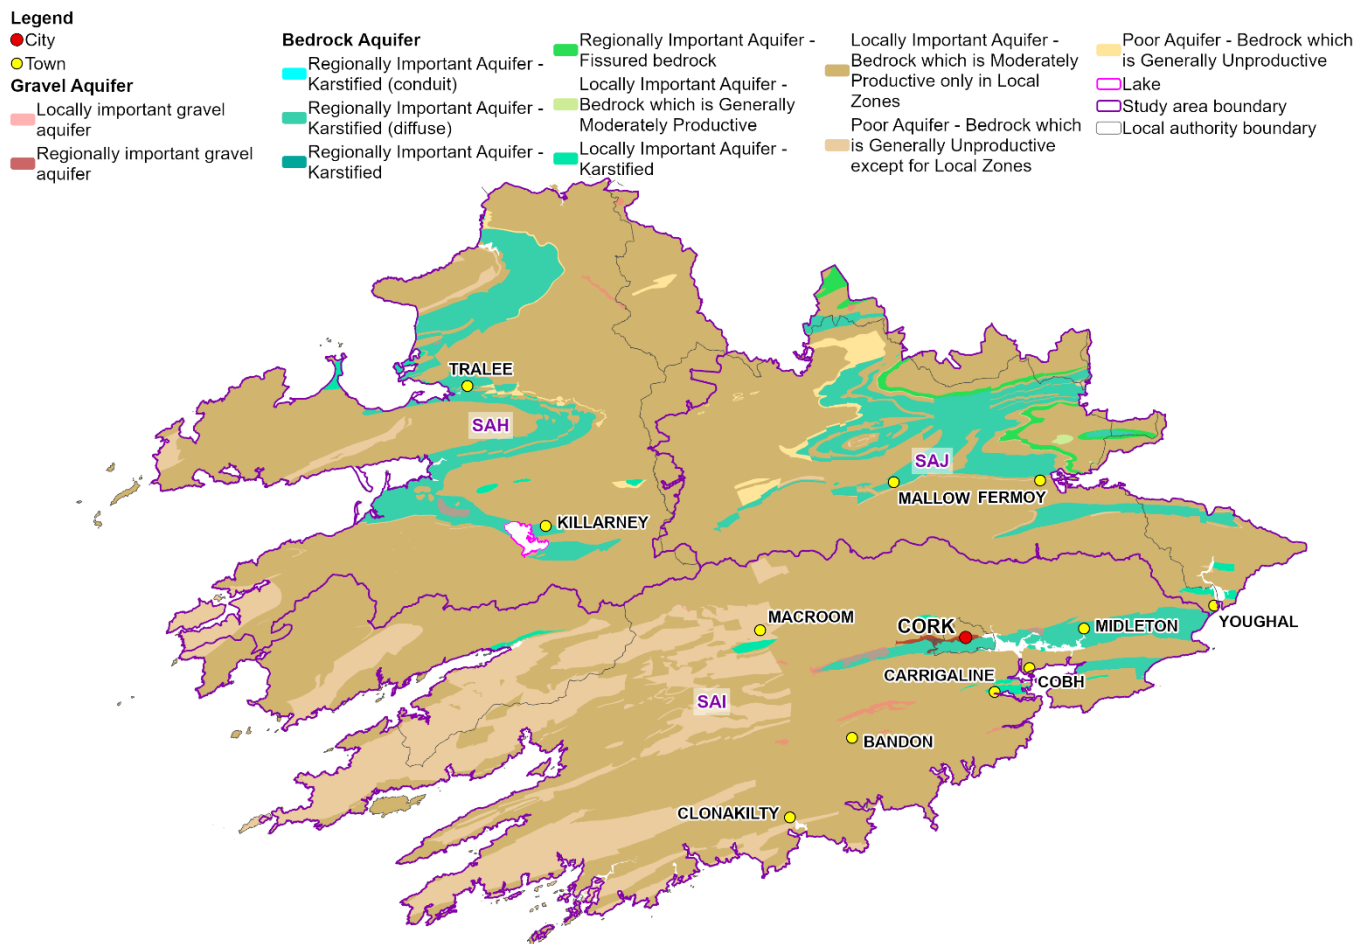 Legend
City
Town
Gravel Aquifer
Locally important gravel
aquifer
Regionally important gravel
aquifer
Bedrock Aquifer
Regionally Important Aquifer -
Karstified (conduit)
Regionally Important Aquifer -
Karstified (diffuse)
Regionally Important Aquifer -
Karstified
Regionally Important Aquifer -
Fissured bedrock
Locally Important Aquifer -
Bedrock which is Generally
Moderately Productive
Locally Important Aquifer -
Karstified
Locally Important Aquifer -
Bedrock which is Moderately
Productive only in Local
Zones
Poor Aquifer - Bedrock which
is Generally Unproductive
except for Local Zones
Poor Aquifer - Bedrock which
is Generally Unproductive
Lake
Study area boundary
Local authority boundary
TRALEE
SAH
SAJ
MALLOW
FERMOY
KILLARNEY
MACROOM
CORK
MIDLETON
YOUGHAL
CARRIGALINE
COBH
SAI
BANDON
CLONAKILTY